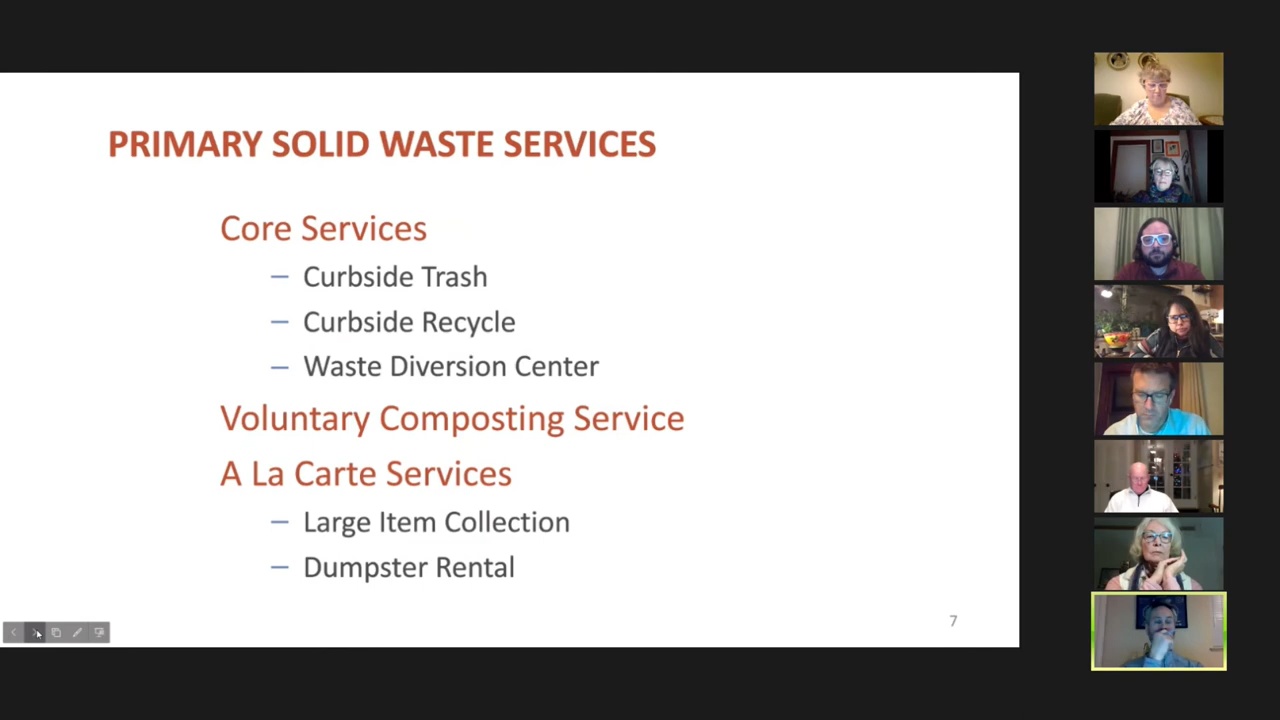 PRIMARY SOLID WASTE SERVICES
Core Services
– Curbside Trash
– Curbside Recycle
– Waste Diversion Center
Voluntary Composting Service
A La Carte Services
– Large Item Collection
– Dumpster Rental
7